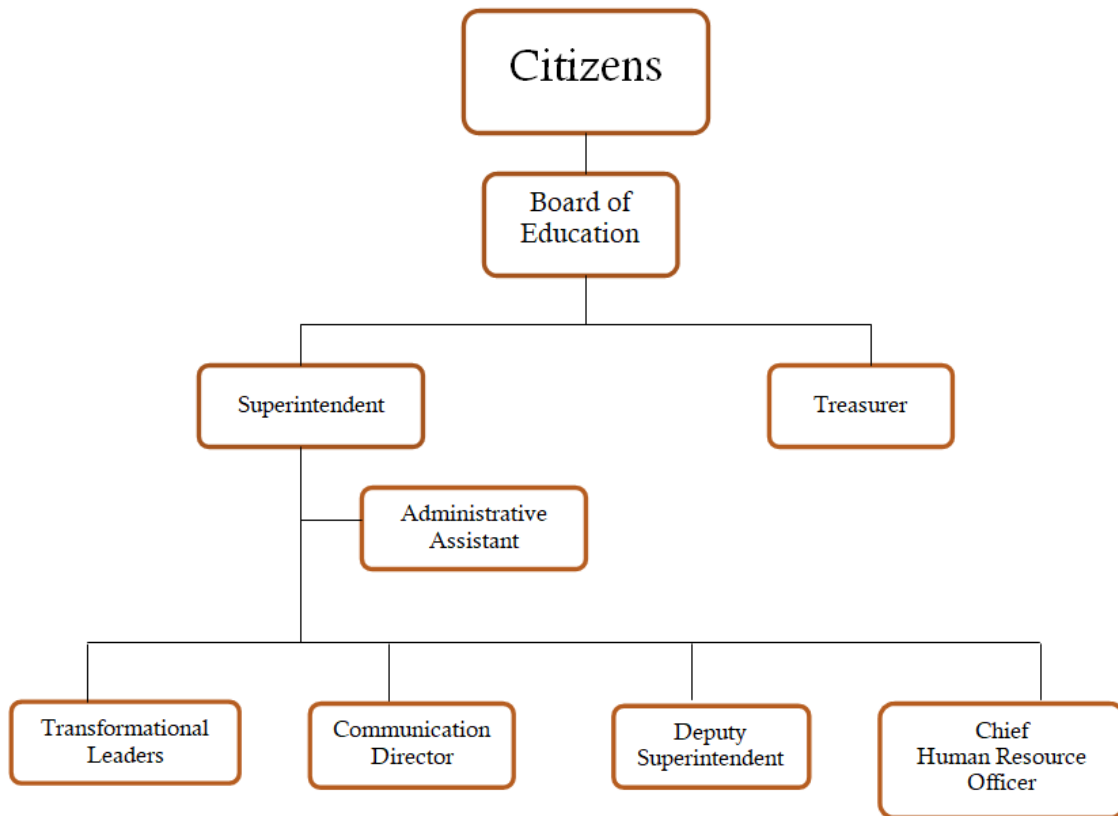 Citizens
Board of
Education
Superintendent
Treasurer
Administrative
Assistant
Transformational
Leaders
Communication
Director
Deputy
Superintendent
Chief
Human Resource
Officer